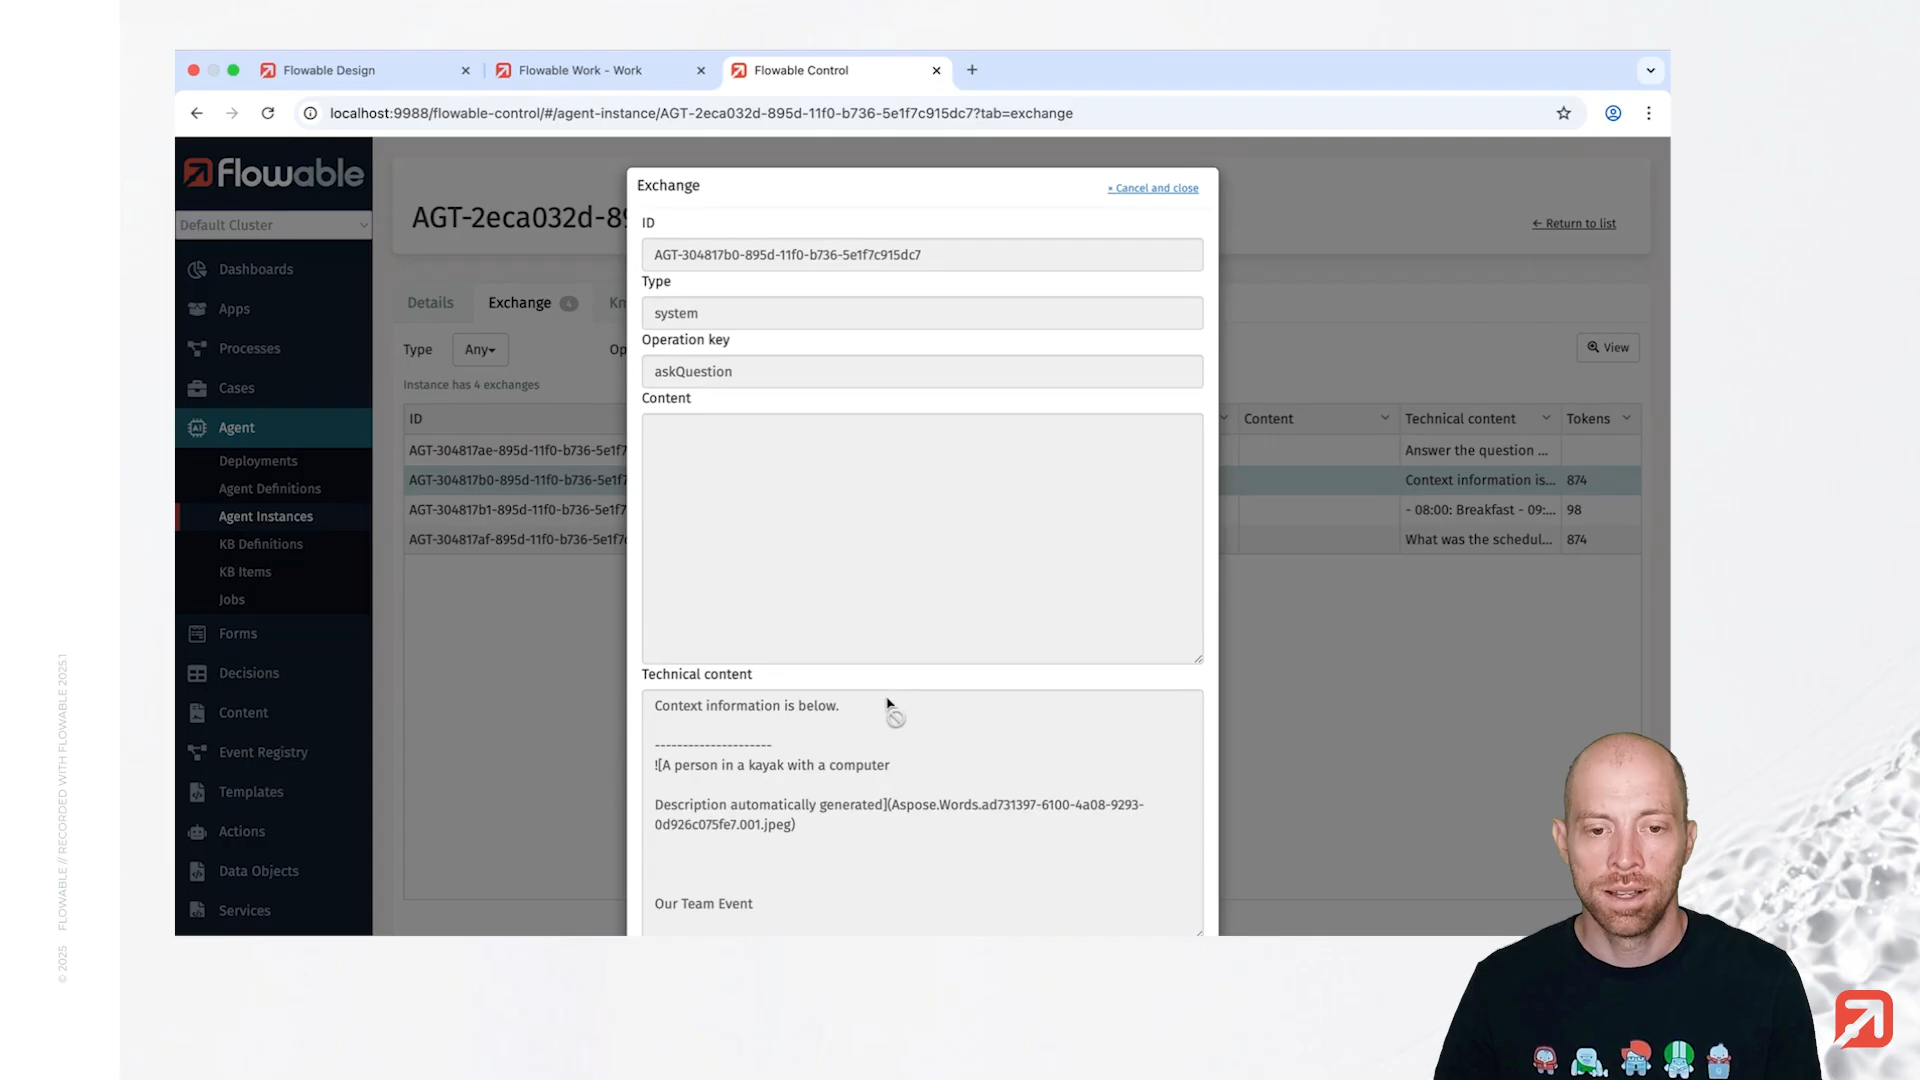 Flowable Design
Flowable Work - Work
Flowable Control
localhost:9988/flowable-control/#/agent-instance/AGT-2eca032d-895d-11f0-b736-5e1f7c915dc7?tab=exchange
Flowable
Default Cluster
Dashboards
Apps
Processes
Cases
Agent
Deployments
Agent Definitions
Agent Instances
KB Definitions
KB Items
Jobs
Forms
Decisions
Content
Event Registry
Templates
Actions
Data Objects
Services
AGT-2eca032d-89
← Return to list
Details
Exchange 4
Kn
Type
Any
Op
View
Instance has 4 exchanges
ID
Content
Technical content
Tokens
AGT-304817ae-895d-11f0-b736-5e1f7
Answer the question ...
AGT-304817b0-895d-11f0-b736-5e1f7
Context information is...
874
AGT-304817b1-895d-11f0-b736-5e1f7
- 08:00: Breakfast - 09:...
98
AGT-304817af-895d-11f0-b736-5e1f7
What was the schedul...
874
Exchange
× Cancel and close
ID
AGT-304817b0-895d-11f0-b736-5e1f7c915dc7
Type
system
Operation key
askQuestion
Content
Technical content
Context information is below.
---------------------
![A person in a kayak with a computer
Description automatically generated](Aspose.Words.ad731397-6100-4a08-9293-
0d926c075fe7.001.jpeg)
Our Team Event
© 2025 FLOWABLE // RECORDED WITH FLOWABLE 2025.1